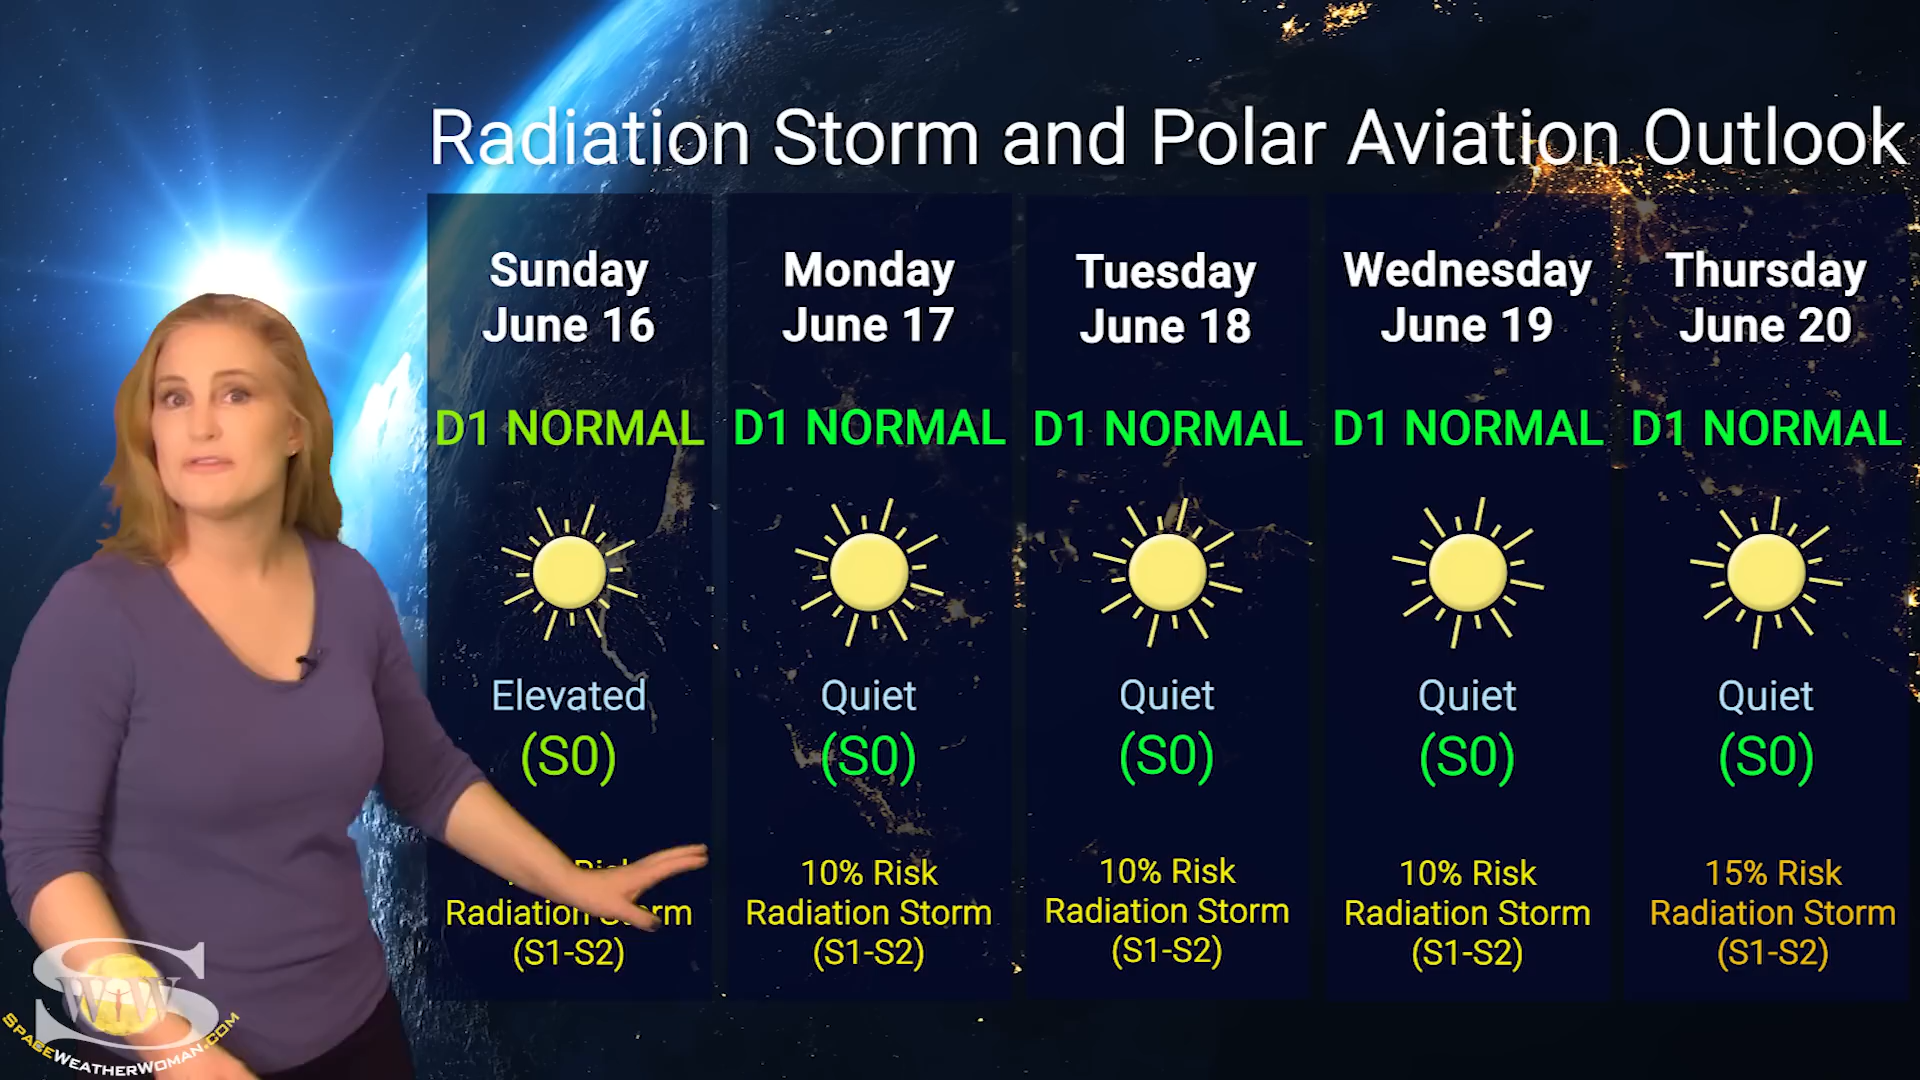 Radiation Storm and Polar Aviation Outlook
Sunday
June 16
D1 NORMAL
Elevated
(S0)
Radiation Storm
(S1-S2)
Monday
June 17
D1 NORMAL
Quiet
(S0)
10% Risk
Radiation Storm
(S1-S2)
Tuesday
June 18
D1 NORMAL
Quiet
(S0)
10% Risk
Radiation Storm
(S1-S2)
Wednesday
June 19
D1 NORMAL
Quiet
(S0)
10% Risk
Radiation Storm
(S1-S2)
Thursday
June 20
D1 NORMAL
Quiet
(S0)
15% Risk
Radiation Storm
(S1-S2)
SWW
SPACEWEATHERWOMAN.COM